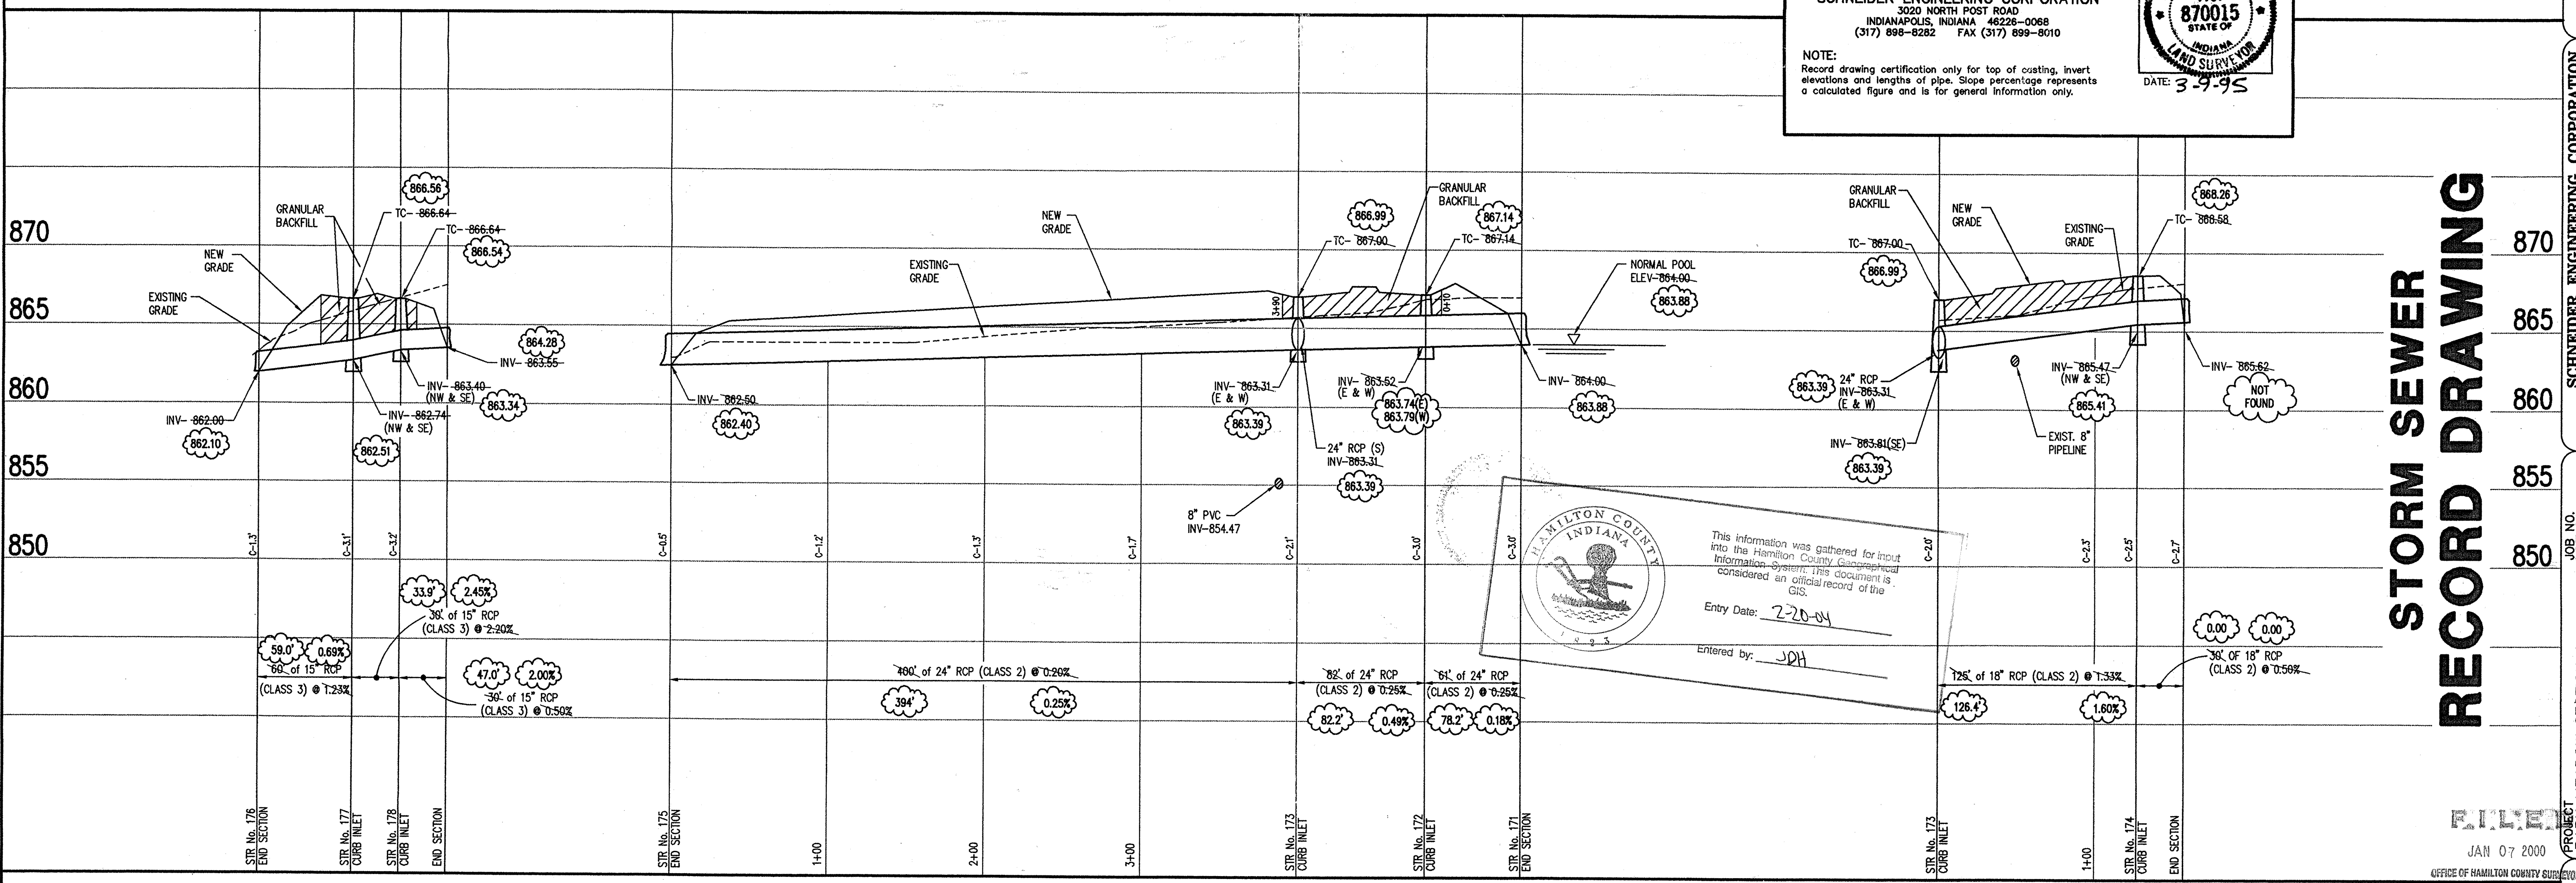 SCHNEIDER ENGINEERING CORPORATION
3020 NORTH POST ROAD
INDIANAPOLIS, INDIANA 46226-0068
(317) 898-8282 FAX (317) 899-8010
NOTE:
Record drawing certification only for top of casting, invert
elevations and lengths of pipe. Slope percentage represents
a calculated figure and is for general information only.
870015
STATE OF
INDIANA
LAND SURVEYOR
DATE: 3-9-95
870
865
860
855
850
EXISTING
GRADE
NEW
GRADE
GRANULAR
BACKFILL
866.56
TC- 866.64
TC- 866.64
866.54
864.28
INV- 863.55
INV- 863.40
(NW & SE)
863.34
INV- 862.74
(NW & SE)
862.51
INV- 862.00
862.10
C-1.3'
C-3.1'
C-3.2'
33.9' 2.45%
30' of 15" RCP
(CLASS 3) @ 2.20%
59.0' 0.69%
60' of 15" RCP
(CLASS 3) @ 1.23%
47.0' 2.00%
30' of 15" RCP
(CLASS 3) @ 0.50%
STR No. 176
END SECTION
STR No. 177
CURB INLET
STR No. 178
CURB INLET
END SECTION
NEW
GRADE
EXISTING
GRADE
866.99
TC- 867.00
GRANULAR
BACKFILL
867.14
TC- 867.14
3+90
0+10
NORMAL POOL
ELEV-864.00
863.88
INV- 862.50
862.40
INV- 863.31
(E & W)
863.39
INV- 863.52
(E & W)
863.74(E)
863.79(W)
INV- 864.00
863.88
24" RCP (S)
INV-863.31
863.39
8" PVC
INV-854.47
C-0.5'
C-1.2'
C-1.3'
C-1.7'
C-2.1'
C-3.0'
C-3.0'
400' of 24" RCP (CLASS 2) @ 0.20%
394' 0.25%
82' of 24" RCP
(CLASS 2) @ 0.25%
82.2' 0.49%
61' of 24" RCP
(CLASS 2) @ 0.25%
78.2' 0.18%
STR No. 175
END SECTION
1+00
2+00
3+00
STR No. 173
CURB INLET
STR No. 172
CURB INLET
STR No. 171
END SECTION
HAMILTON COUNTY
INDIANA
1823
This information was gathered for input
into the Hamilton County Geographical
Information System. This document is
considered an official record of the
GIS.
Entry Date: 2-20-04
Entered by: JDH
GRANULAR
BACKFILL
NEW
GRADE
EXISTING
GRADE
868.26
TC- 868.58
TC- 867.00
866.99
863.39
24" RCP
INV-863.31
(E & W)
INV- 863.81(SE)
863.39
EXIST. 8"
PIPELINE
INV- 865.47
(NW & SE)
865.41
INV- 865.62
NOT
FOUND
C-2.0'
C-2.3'
C-2.5'
C-2.7'
0.00 0.00
30' OF 18" RCP
(CLASS 2) @ 0.50%
125' of 18" RCP (CLASS 2) @ 1.33%
126.4' 1.60%
STR No. 173
CURB INLET
1+00
STR No. 174
CURB INLET
END SECTION
STORM SEWER
RECORD DRAWING
870
865
860
855
850
SCHNEIDER ENGINEERING CORPORATION
JOB NO.
PROJECT
FILED
JAN 07 2000
OFFICE OF HAMILTON COUNTY